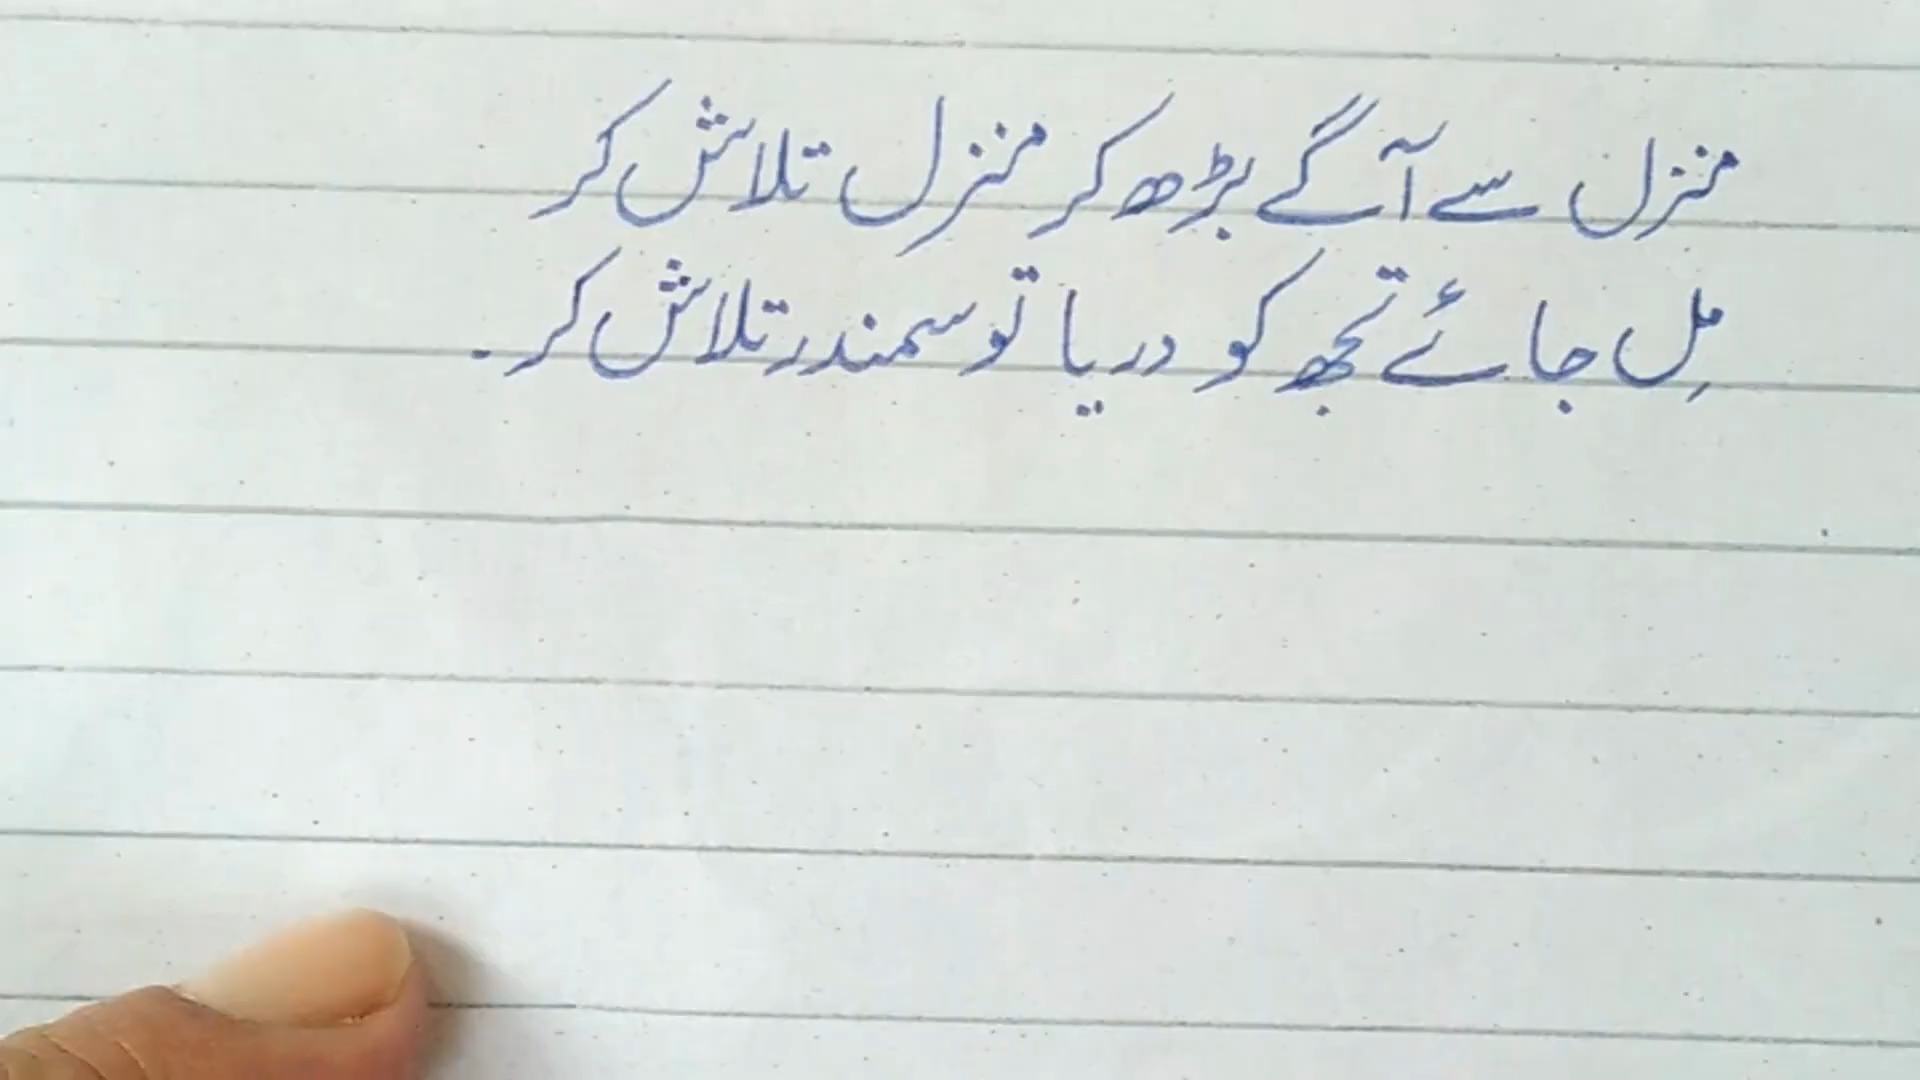 منزل سے آگے بڑھ کر منزل تلاش کر
مِل جائے تجھ کو دریا تو سمندر تلاش کر۔